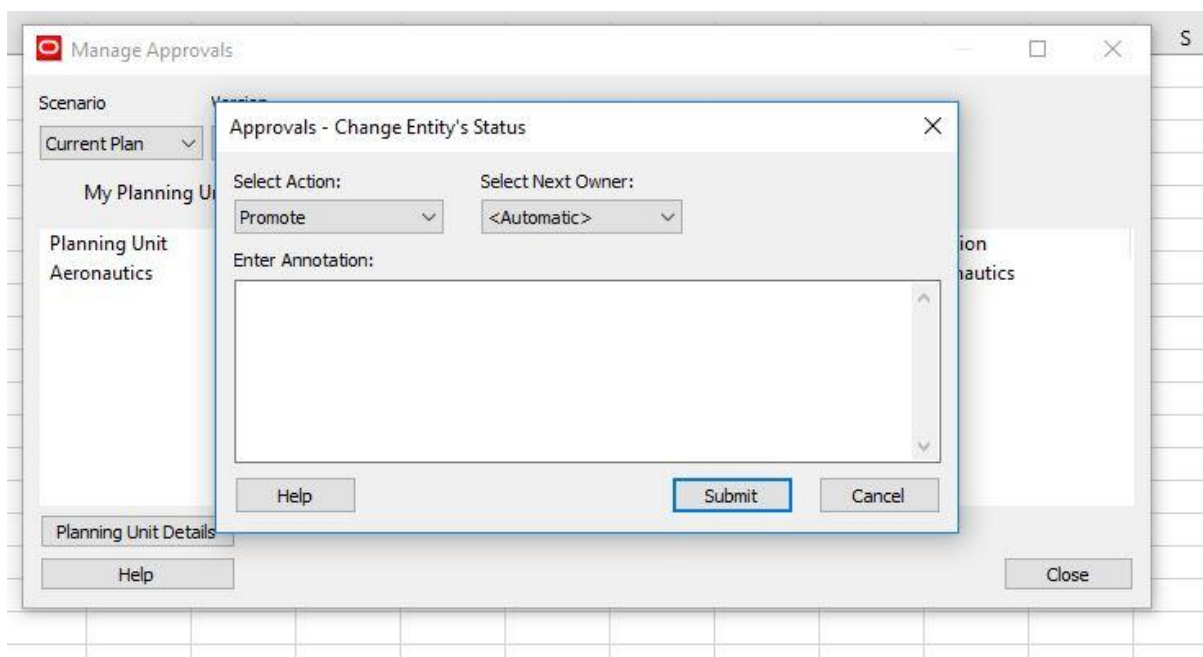 S
Manage Approvals
Scenario
Current Plan
My Planning
Planning Unit
Aeronautics
Approvals - Change Entity's Status
Select Action:
Select Next Owner:
Promote
<Automatic>
Enter Annotation:
Help
Submit
Cancel
Planning Unit Details
Help
Close